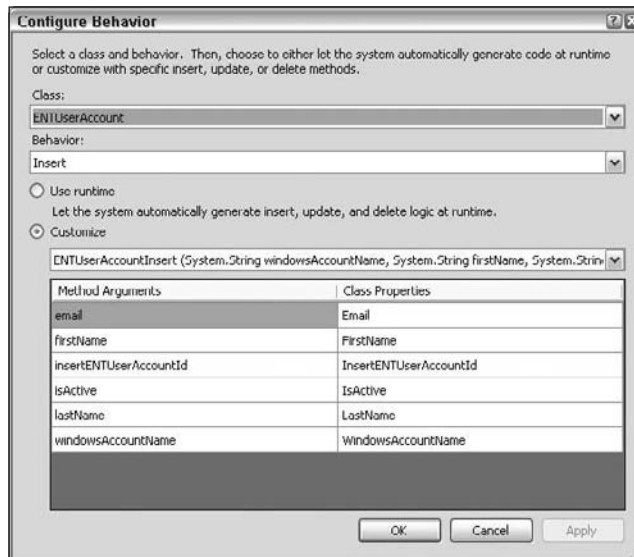 Configure Behavior
Select a class and behavior. Then, choose to either let the system automatically generate code at runtime
or customize with specific insert, update, or delete methods.
Class:
ENTUserAccount
Behavior:
Insert
Use runtime
Let the system automatically generate insert, update, and delete logic at runtime.
Customize
ENTUserAccountInsert (System.String windowsAccountName, System.String firstName, System.Strin
Method Arguments Class Properties
email Email
firstName FirstName
insertENTUserAccountId InsertENTUserAccountId
isActive IsActive
lastName LastName
windowsAccountName WindowsAccountName
OK Cancel Apply